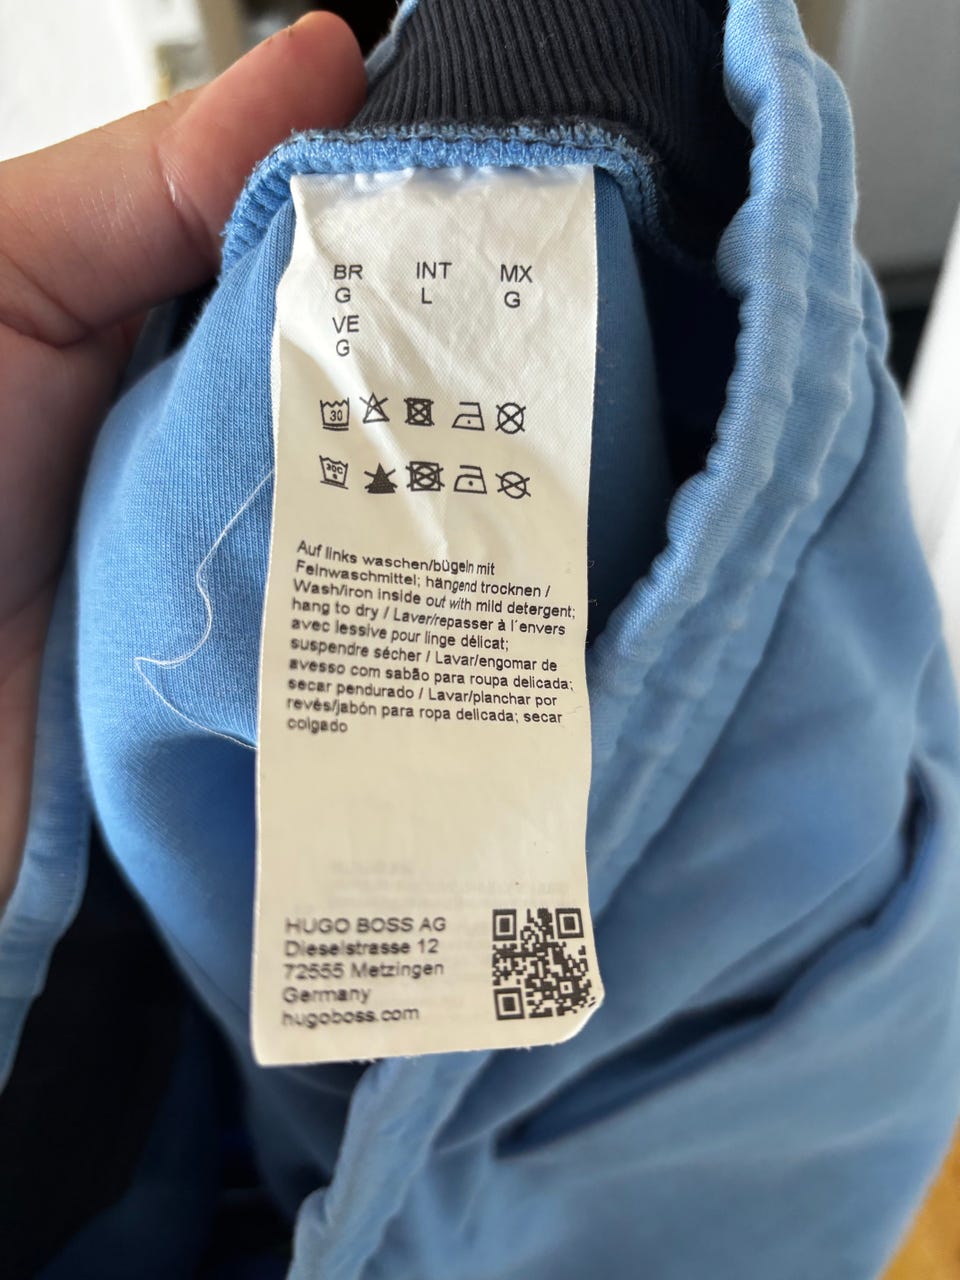 BR INT MX
G L G
VE
G
30
30C
Auf links waschen/bügeln mit
Feinwaschmittel; hängend trocknen /
Wash/iron inside out with mild detergent;
hang to dry / Laver/repasser à l´envers
avec lessive pour linge délicat;
suspendre sécher / Lavar/engomar de
avesso com sabão para roupa delicada;
secar pendurado / Lavar/planchar por
revés/jabón para ropa delicada; secar
colgado
HUGO BOSS AG
Dieselstrasse 12
72555 Metzingen
Germany
hugoboss.com